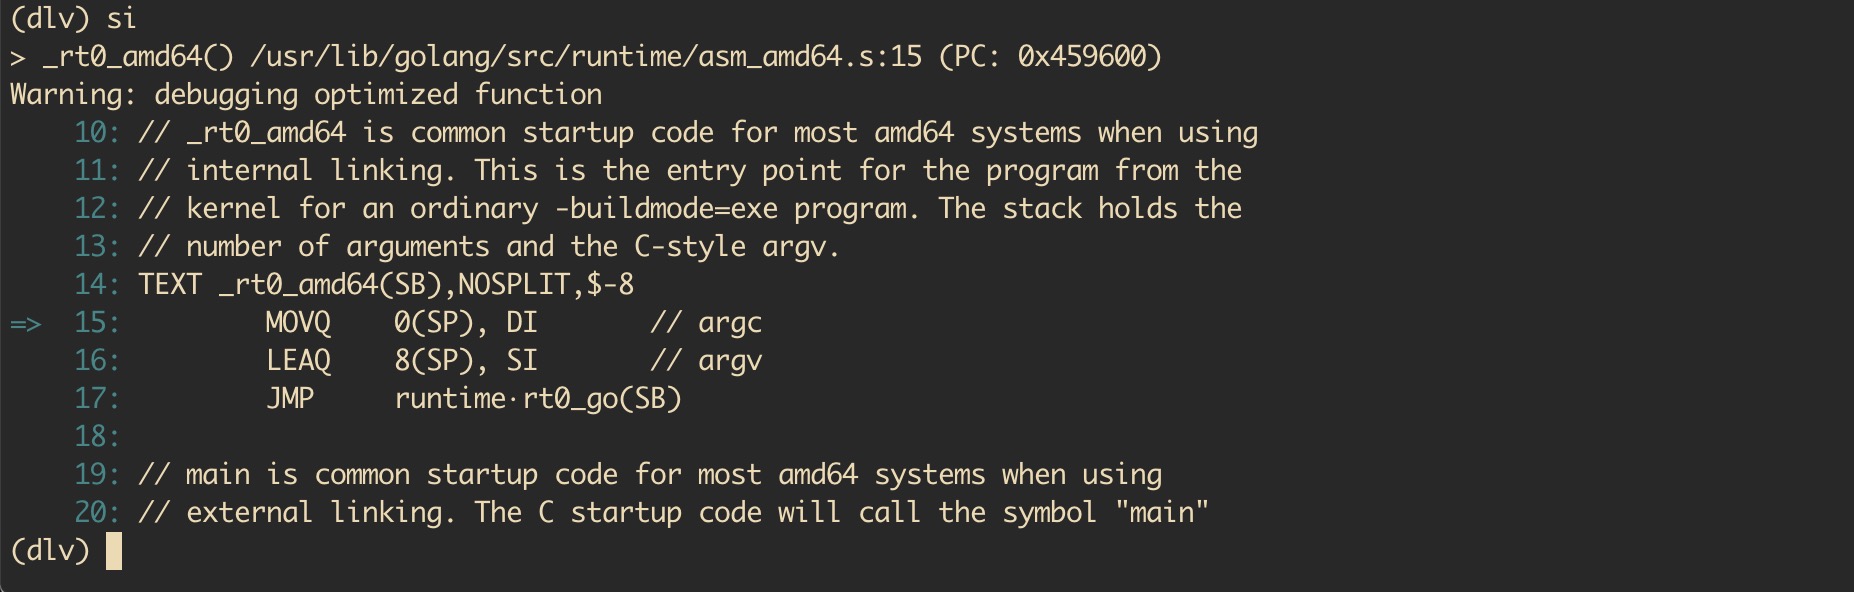 (dlv) si
> _rt0_amd64() /usr/lib/golang/src/runtime/asm_amd64.s:15 (PC: 0x459600)
Warning: debugging optimized function
    10: // _rt0_amd64 is common startup code for most amd64 systems when using
    11: // internal linking. This is the entry point for the program from the
    12: // kernel for an ordinary -buildmode=exe program. The stack holds the
    13: // number of arguments and the C-style argv.
    14: TEXT _rt0_amd64(SB),NOSPLIT,$-8
=>  15:         MOVQ    0(SP), DI       // argc
    16:         LEAQ    8(SP), SI       // argv
    17:         JMP     runtime·rt0_go(SB)
    18:
    19: // main is common startup code for most amd64 systems when using
    20: // external linking. The C startup code will call the symbol "main"
(dlv)